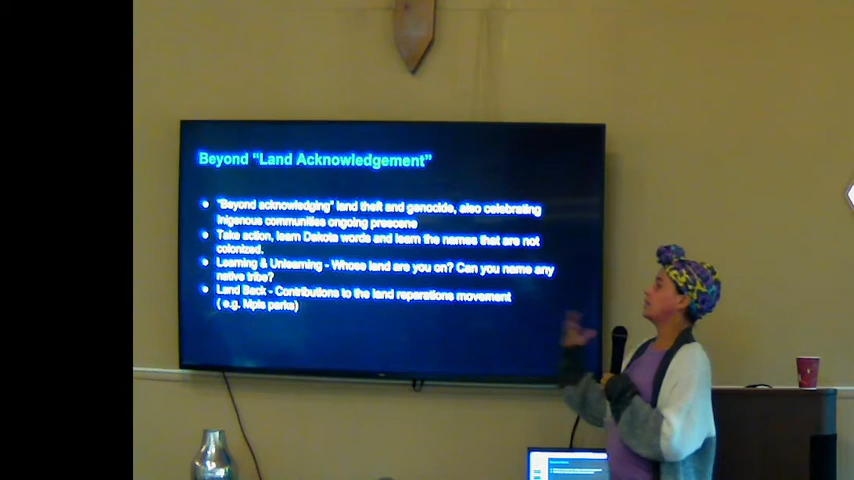 Beyond “Land Acknowledgement”
● “Beyond acknowledging” land theft and genocide, also celebrating
Inigenous communities ongoing prescene
● Take action, learn Dakota words and learn the names that are not
colonized.
● Learning & Unlearning - Whose land are you on? Can you name any
native tribe?
● Land Back - Contributions to the land reparations movement
( e.g. Mpls parks)